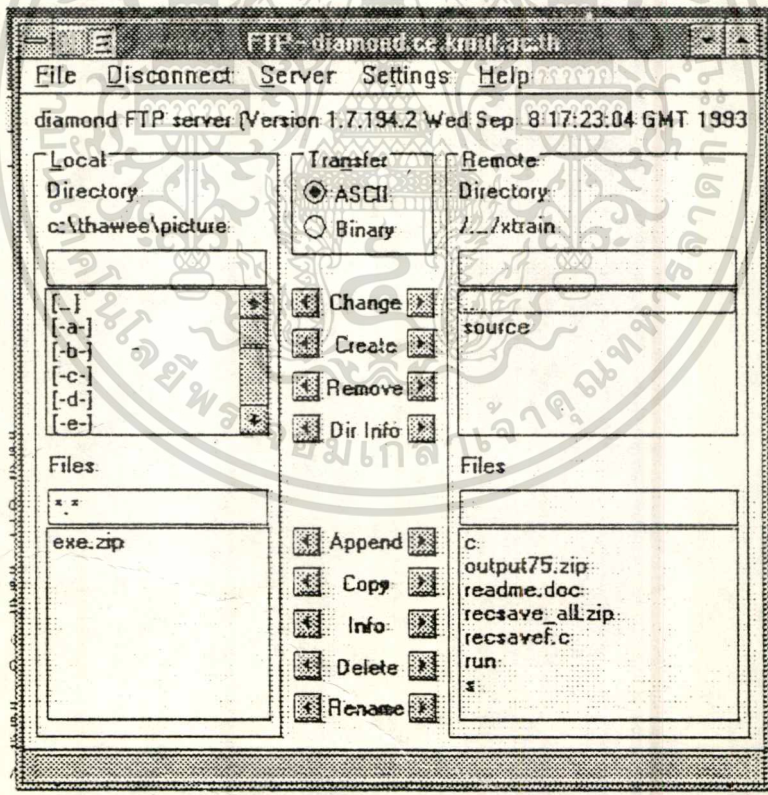 FTP - diamond.ce.kmitl.ac.th
File Disconnect Server Settings Help
diamond FTP server (Version 1.7.194.2 Wed Sep 8 17:23:04 GMT 1993
Local
Directory
c:\thawee\picture
[..]
[-a-]
[-b-]
[-c-]
[-d-]
[-e-]
Files
*.*
exe.zip
Transfer
ASCII
Binary
Change
Create
Remove
Dir Info
Append
Copy
Info
Delete
Rename
Remote
Directory
/../xtrain
..
source
Files
c
output75.zip
readme.doc
recsave_all.zip
recsavef.c
run
s